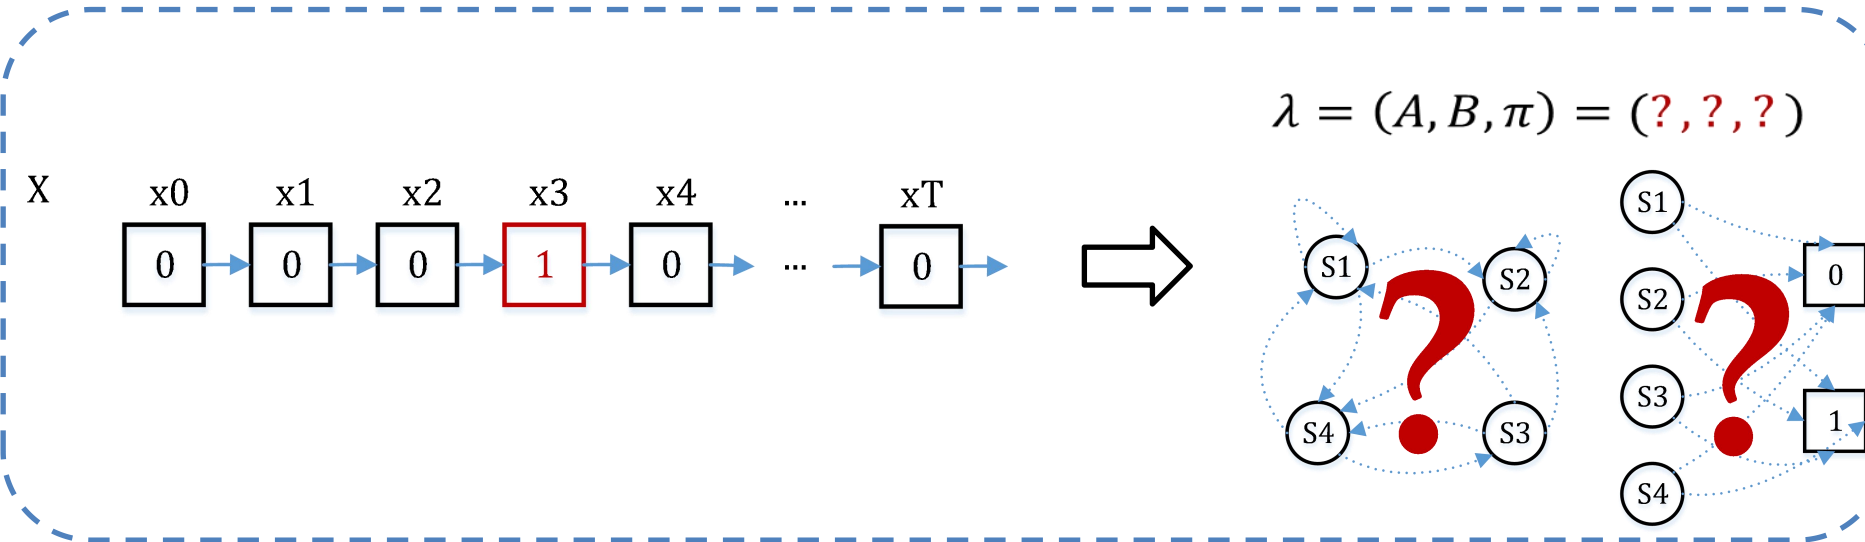 λ = (A, B, π) = (?, ?, ?)
X x0 x1 x2 x3 x4 ... xT
0 0 0 1 0 ... 0
S1 S2
S4 S3
?
S1
S2
S3
S4
0
1
?